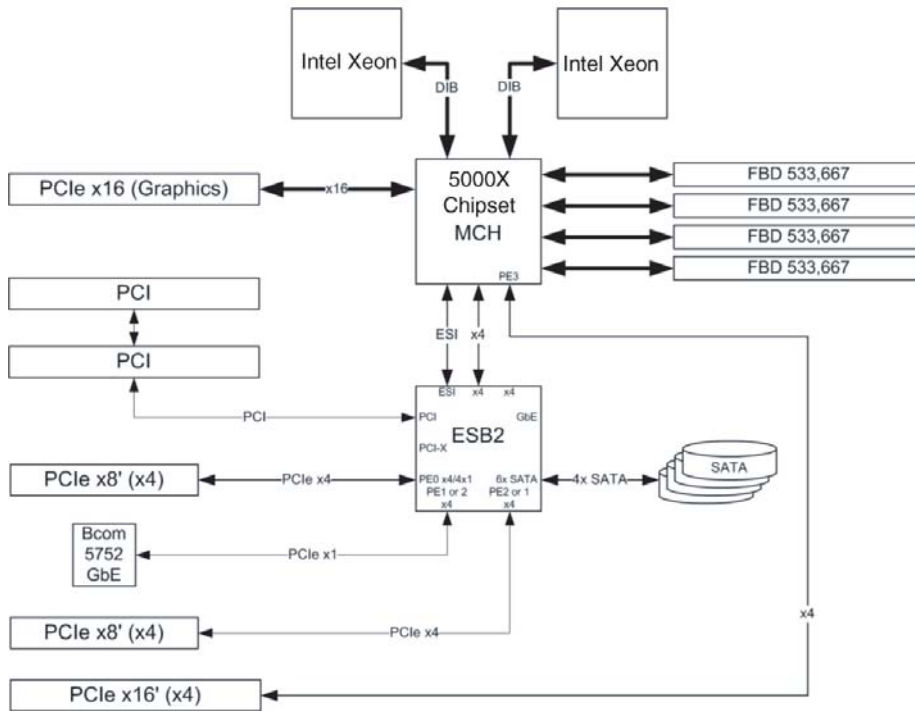 Intel Xeon
Intel Xeon
DIB
DIB
PCIe x16 (Graphics)
x16
5000X
Chipset
MCH
PE3
FBD 533,667
FBD 533,667
FBD 533,667
FBD 533,667
PCI
PCI
ESI
x4
PCI
ESI
x4
x4
PCI
GbE
ESB2
PCI-X
PE0 x4/4x1
6x SATA
PE1 or 2
PE2 or 1
x4
x4
PCIe x8' (x4)
PCIe x4
4x SATA
SATA
Bcom
5752
GbE
PCIe x1
PCIe x8' (x4)
PCIe x4
x4
PCIe x16' (x4)